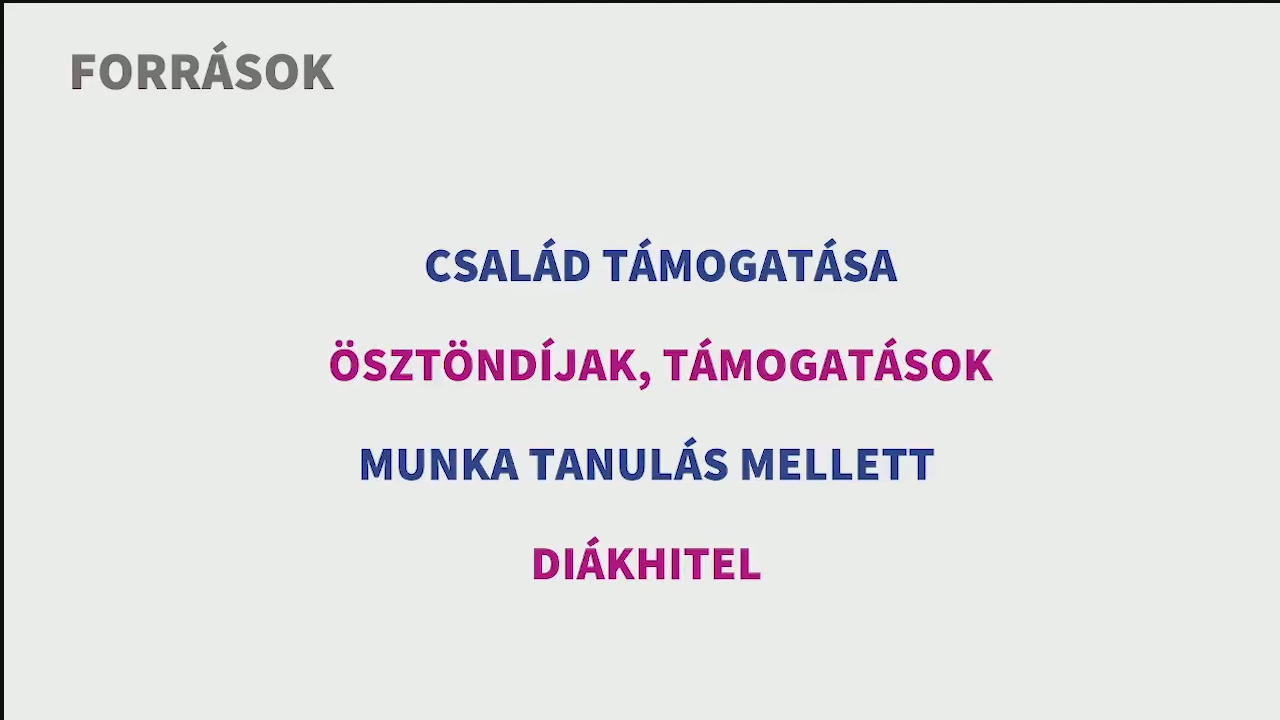 FORRÁSOK
CSALÁD TÁMOGATÁSA
ÖSZTÖNDÍJAK, TÁMOGATÁSOK
MUNKA TANULÁS MELLETT
DIÁKHITEL